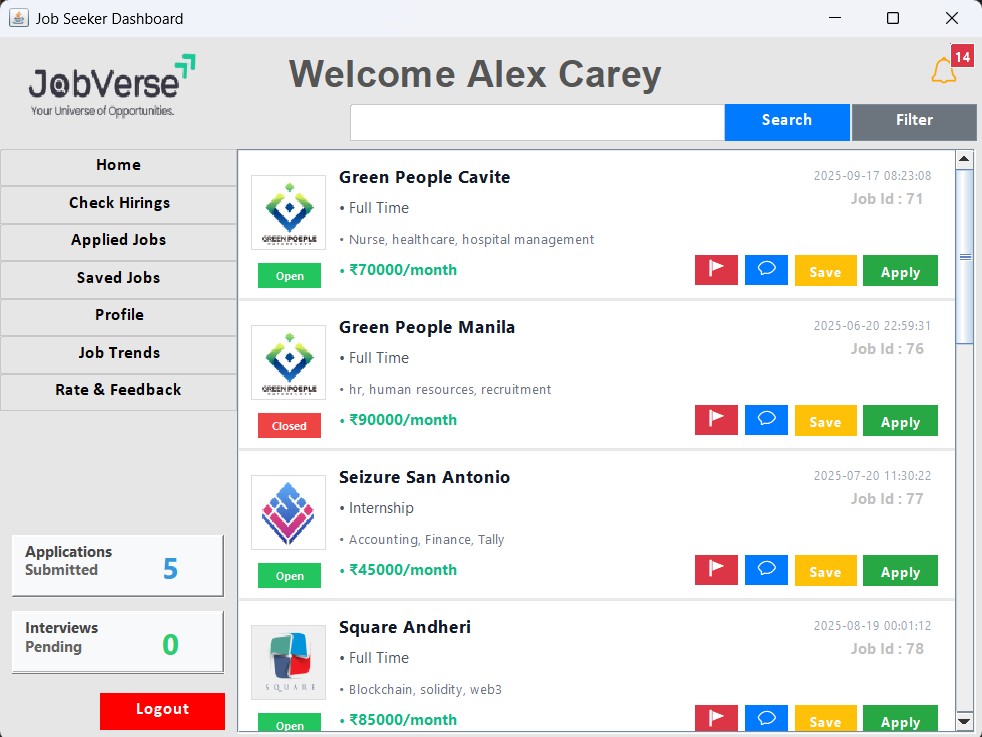 Job Seeker Dashboard
JobVerse
Your Universe of Opportunities.
Welcome Alex Carey
14
Search
Filter
Home
Check Hirings
Applied Jobs
Saved Jobs
Profile
Job Trends
Rate & Feedback
Applications
Submitted
5
Interviews
Pending
0
Logout
Green People Cavite
2025-09-17 08:23:08
• Full Time
Job Id : 71
GREEN POEPLE
• Nurse, healthcare, hospital management
Open
• ₹70000/month
Save
Apply
Green People Manila
2025-06-20 22:59:31
• Full Time
Job Id : 76
GREEN POEPLE
• hr, human resources, recruitment
Closed
• ₹90000/month
Save
Apply
Seizure San Antonio
2025-07-20 11:30:22
• Internship
Job Id : 77
• Accounting, Finance, Tally
Open
• ₹45000/month
Save
Apply
Square Andheri
2025-08-19 00:01:12
• Full Time
Job Id : 78
SQUARE
• Blockchain, solidity, web3
Open
• ₹85000/month
Save
Apply